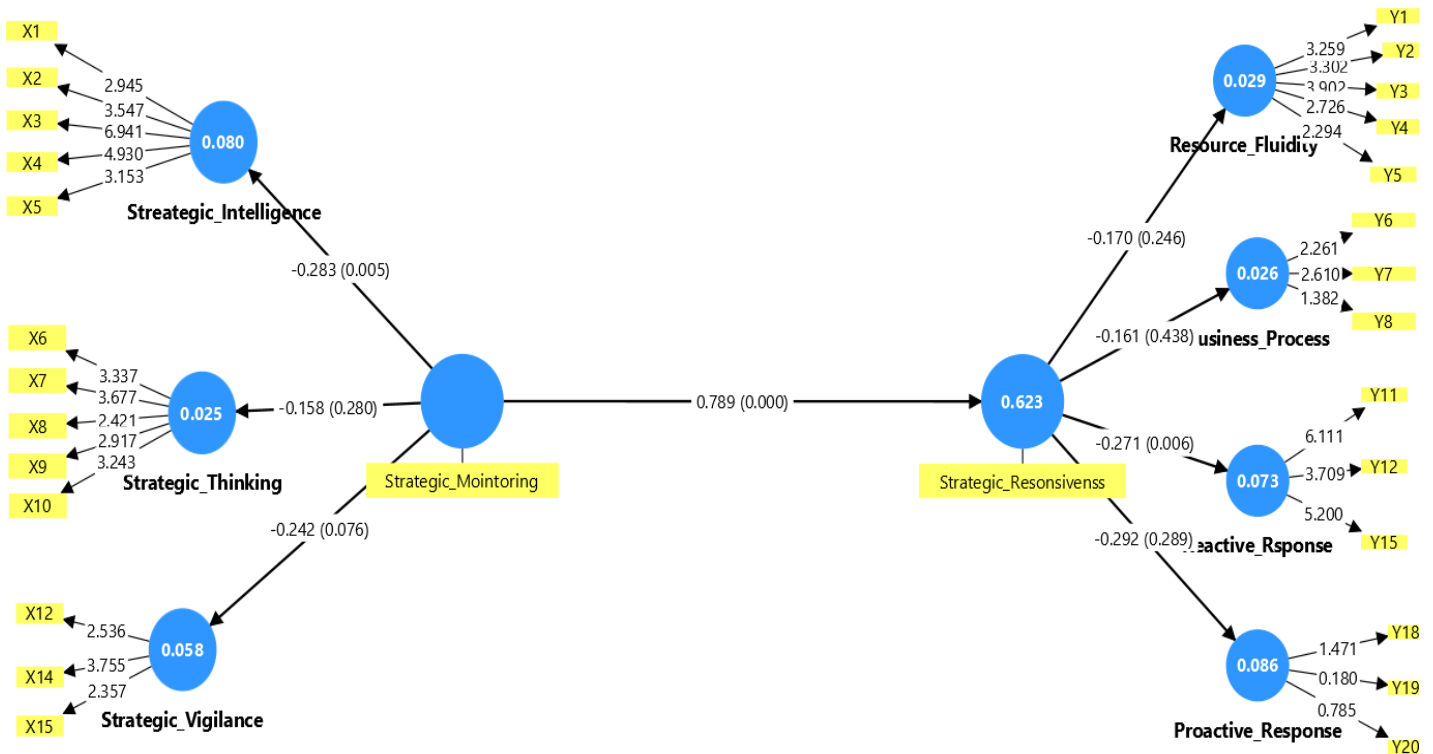 X1
X2
X3
X4
X5
2.945
3.547
6.941
4.930
3.153
0.080
Streategic_Intelligence
-0.283 (0.005)
X6
X7
X8
X9
X10
3.337
3.677
2.421
2.917
3.243
0.025
Strategic_Thinking
-0.158 (0.280)
Strategic_Mointoring
-0.242 (0.076)
X12
X14
X15
2.536
3.755
2.357
0.058
Strategic_Vigilance
0.789 (0.000)
0.623
Strategic_Resonsivenss
-0.170 (0.246)
0.029
Resource_Fluidity
3.259
3.302
3.902
2.726
2.294
Y1
Y2
Y3
Y4
Y5
-0.161 (0.438)
0.026
usiness_Process
2.261
2.610
1.382
Y6
Y7
Y8
-0.271 (0.006)
0.073
eactive_Rsponse
6.111
3.709
5.200
Y11
Y12
Y15
-0.292 (0.289)
0.086
Proactive_Response
1.471
0.180
0.785
Y18
Y19
Y20